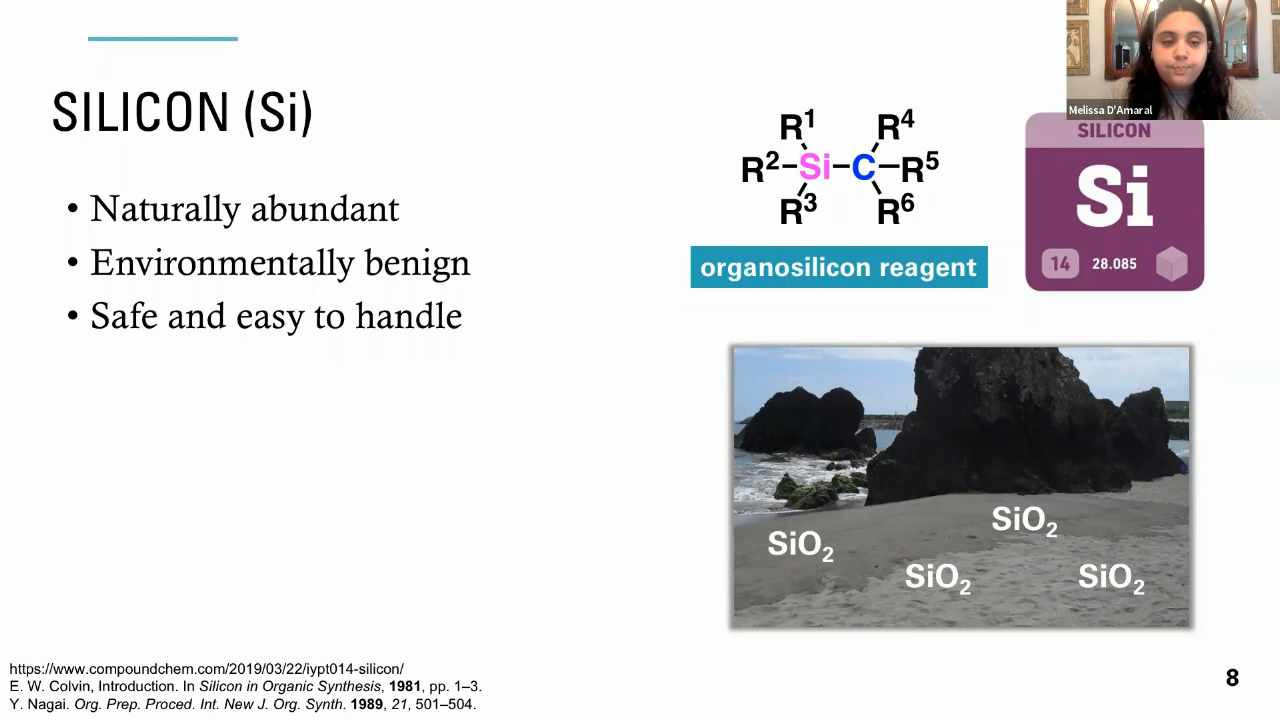 SILICON (Si)
• Naturally abundant
• Environmentally benign
• Safe and easy to handle
R1 R4
R2–Si–C–R5
R3 R6
organosilicon reagent
Melissa D'Amaral
SILICON
Si
14 28.085
SiO2
SiO2
SiO2
SiO2
https://www.compoundchem.com/2019/03/22/iypt014-silicon/
E. W. Colvin, Introduction. In Silicon in Organic Synthesis, 1981, pp. 1–3.
Y. Nagai. Org. Prep. Proced. Int. New J. Org. Synth. 1989, 21, 501–504.
8